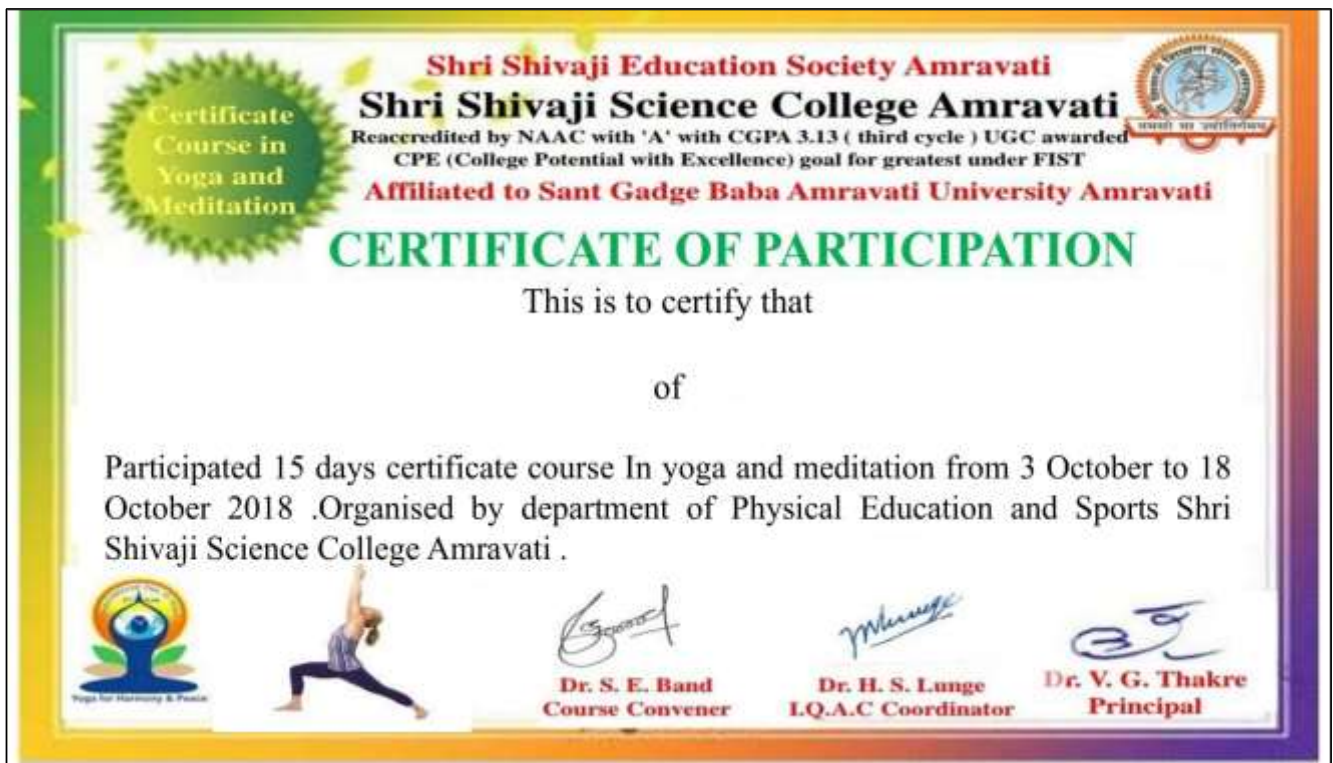 Certificate
Course in
Yoga and
Meditation
Shri Shivaji Education Society Amravati
Shri Shivaji Science College Amravati
Reaccredited by NAAC with 'A' with CGPA 3.13 ( third cycle ) UGC awarded
CPE (College Potential with Excellence) goal for greatest under FIST
Affiliated to Sant Gadge Baba Amravati University Amravati
CERTIFICATE OF PARTICIPATION
This is to certify that
of
Participated 15 days certificate course In yoga and meditation from 3 October to 18
October 2018 .Organised by department of Physical Education and Sports Shri
Shivaji Science College Amravati .
Yoga for Harmony & Peace
Dr. S. E. Band
Course Convener
Dr. H. S. Lunge
I.Q.A.C Coordinator
Dr. V. G. Thakre
Principal